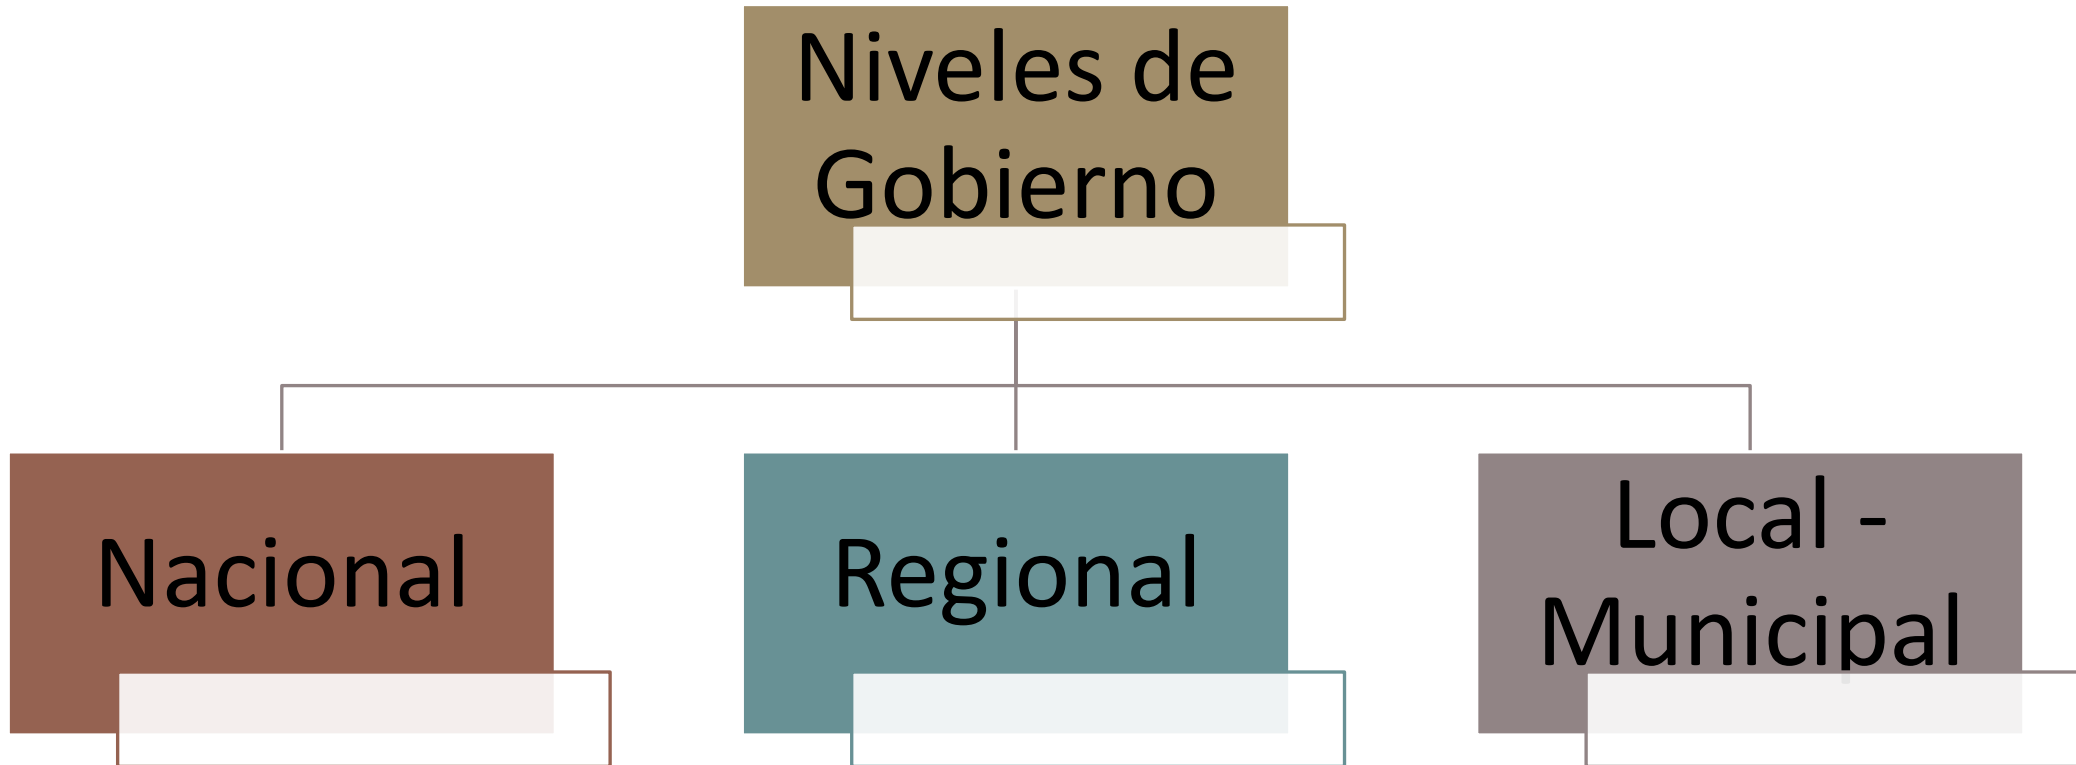 Niveles de
Gobierno
Nacional
Regional
Local -
Municipal